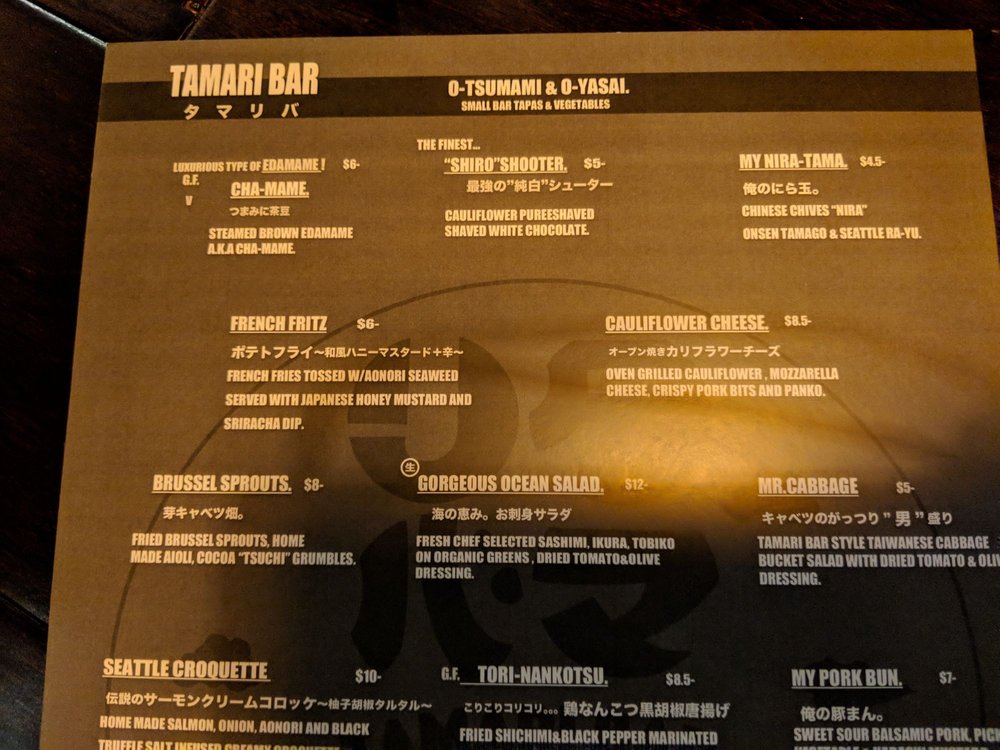 TAMARI BAR
タマリバ
O-TSUMAMI & O-YASAI.
SMALL BAR TAPAS & VEGETABLES
LUXURIOUS TYPE OF EDAMAME ! $6-
G.F.
V
CHA-MAME.
つまみに茶豆
STEAMED BROWN EDAMAME
A.K.A CHA-MAME.
THE FINEST...
"SHIRO"SHOOTER. $5-
最強の"純白"シューター
CAULIFLOWER PUREESHAVED
SHAVED WHITE CHOCOLATE.
MY NIRA-TAMA. $4.5-
俺のにら玉。
CHINESE CHIVES "NIRA"
ONSEN TAMAGO & SEATTLE RA-YU.
FRENCH FRITZ $6-
ポテトフライ〜和風ハニーマスタード+辛〜
FRENCH FRIES TOSSED W/AONORI SEAWEED
SERVED WITH JAPANESE HONEY MUSTARD AND
SRIRACHA DIP.
CAULIFLOWER CHEESE. $8.5-
オーブン焼きカリフラワーチーズ
OVEN GRILLED CAULIFLOWER , MOZZARELLA
CHEESE, CRISPY PORK BITS AND PANKO.
BRUSSEL SPROUTS. $8-
芽キャベツ畑。
FRIED BRUSSEL SPROUTS, HOME
MADE AIOLI, COCOA "TSUCHI" GRUMBLES.
生
GORGEOUS OCEAN SALAD. $12-
海の恵み。お刺身サラダ
FRESH CHEF SELECTED SASHIMI, IKURA, TOBIKO
ON ORGANIC GREENS , DRIED TOMATO&OLIVE
DRESSING.
MR.CABBAGE $5-
キャベツのがっつり"男"盛り
TAMARI BAR STYLE TAIWANESE CABBAGE
BUCKET SALAD WITH DRIED TOMATO & OLIV
DRESSING.
SEATTLE CROQUETTE $10-
伝説のサーモンクリームコロッケ〜柚子胡椒タルタル〜
HOME MADE SALMON, ONION, AONORI AND BLACK
TRUFFLE SALT INFUSED CREAMY CROQUETTE
G.F. TORI-NANKOTSU. $8.5-
こりこりコリコリ。。。鶏なんこつ黒胡椒唐揚げ
FRIED SHICHIMI&BLACK PEPPER MARINATED
MY PORK BUN. $7-
俺の豚まん。
SWEET SOUR BALSAMIC PORK, PIC